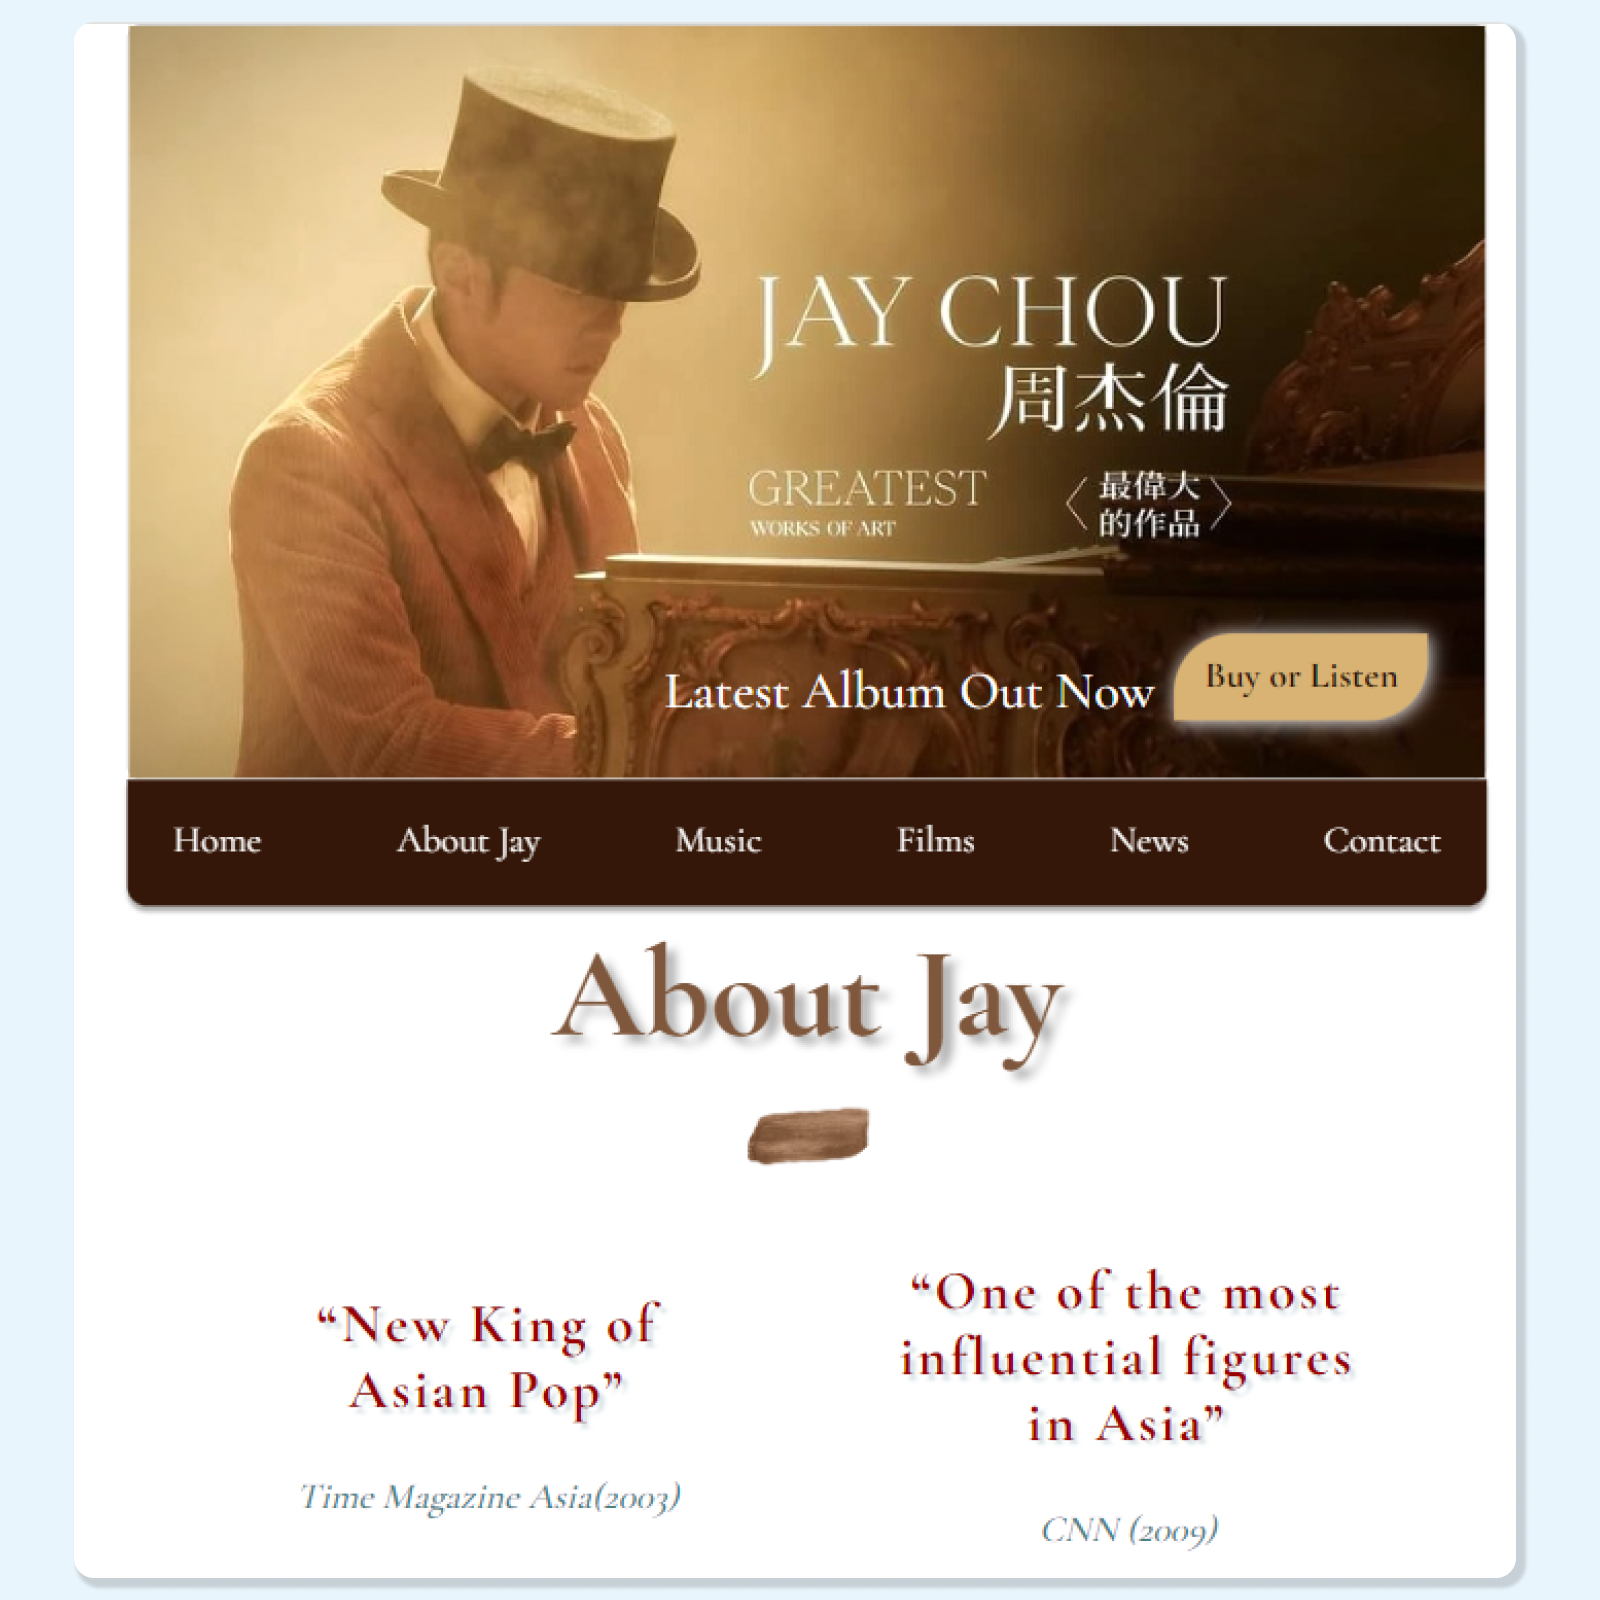 JAY CHOU
周杰倫
GREATEST
WORKS OF ART
〈最偉大
的作品〉
Latest Album Out Now
Buy or Listen
Home About Jay Music Films News Contact
About Jay
“New King of
Asian Pop”
Time Magazine Asia(2003)
“One of the most
influential figures
in Asia”
CNN (2009)